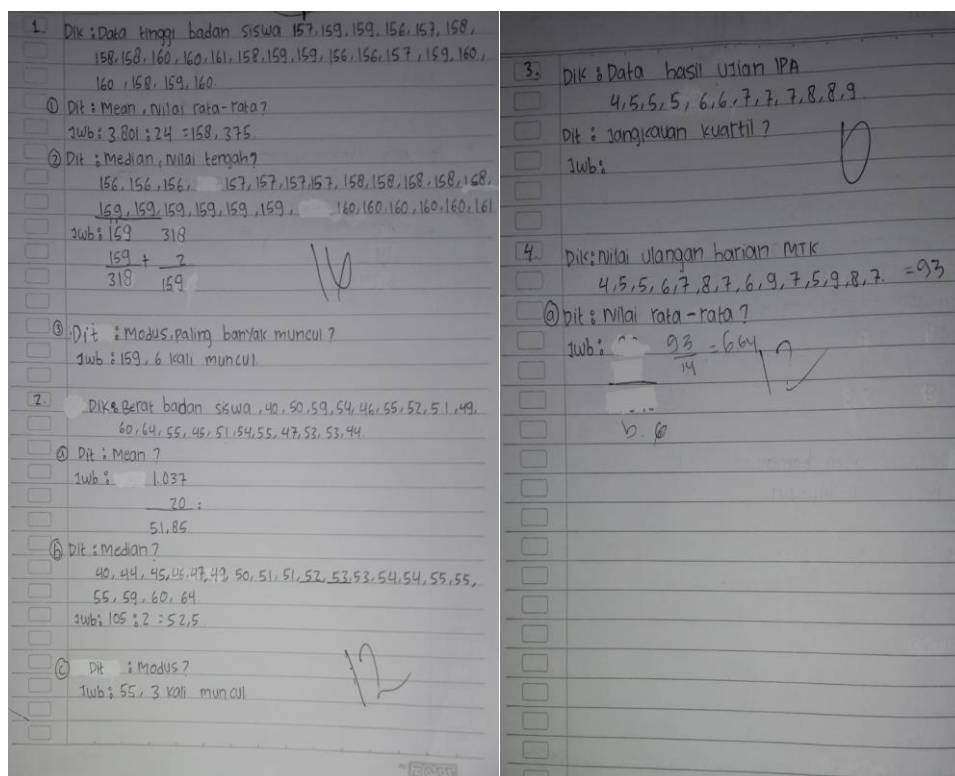 1. Dik : Data tinggi badan siswa 157, 159, 159, 156, 157, 158,
158, 158, 160, 160, 161, 158, 159, 159, 156, 156, 157, 159, 160,
160, 158, 159, 160.
① Dit : Mean, Nilai rata-rata?
Jwb : 3.801 : 24 = 158, 375.
② Dit : Median, Nilai tengah?
156, 156, 156, 157, 157, 157, 157, 158, 158, 158, 158, 158,
159, 159, 159, 159, 159, 159, 160, 160, 160, 160, 160, 161
Jwb : 159 318
159 + 2
318 159
14
③ Dit : Modus, paling banyak muncul?
Jwb : 159, 6 kali muncul.
2. Dik : Berat badan siswa, 40, 50, 59, 54, 46, 55, 52, 51, 49,
60, 64, 55, 45, 51, 54, 55, 47, 53, 53, 44
ⓐ Dit : Mean ?
Jwb : 1.037
20 :
51,85
ⓑ Dit : Median ?
40, 44, 45, 46, 47, 49, 50, 51, 51, 52, 53, 53, 54, 54, 55, 55,
55, 59, 60, 64.
Jwb : 105 : 2 = 52,5
ⓒ Dit : Modus ?
Jwb : 55, 3 kali muncul.
12
3. Dik : Data hasil ujian IPA
4, 5, 5, 5, 6, 6, 7, 7, 7, 8, 8, 9
Dit : Jangkauan kuartil ?
Jwb :
0
4. Dik : Nilai ulangan harian MTK
4, 5, 5, 6, 7, 8, 7, 6, 9, 7, 5, 9, 8, 7. = 93
ⓐ Dit : Nilai rata-rata ?
Jwb : 93 = 6,64
14
12
b.